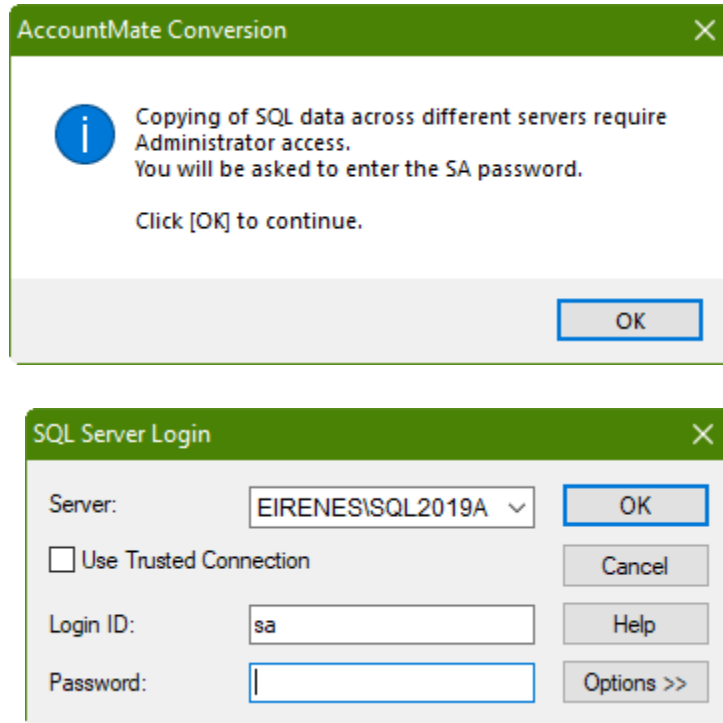 AccountMate Conversion
Copying of SQL data across different servers require
Administrator access.
You will be asked to enter the SA password.
Click [OK] to continue.
OK
SQL Server Login
Server:
EIRENES\SQL2019A
OK
Use Trusted Connection
Cancel
Login ID:
sa
Help
Password:
Options >>